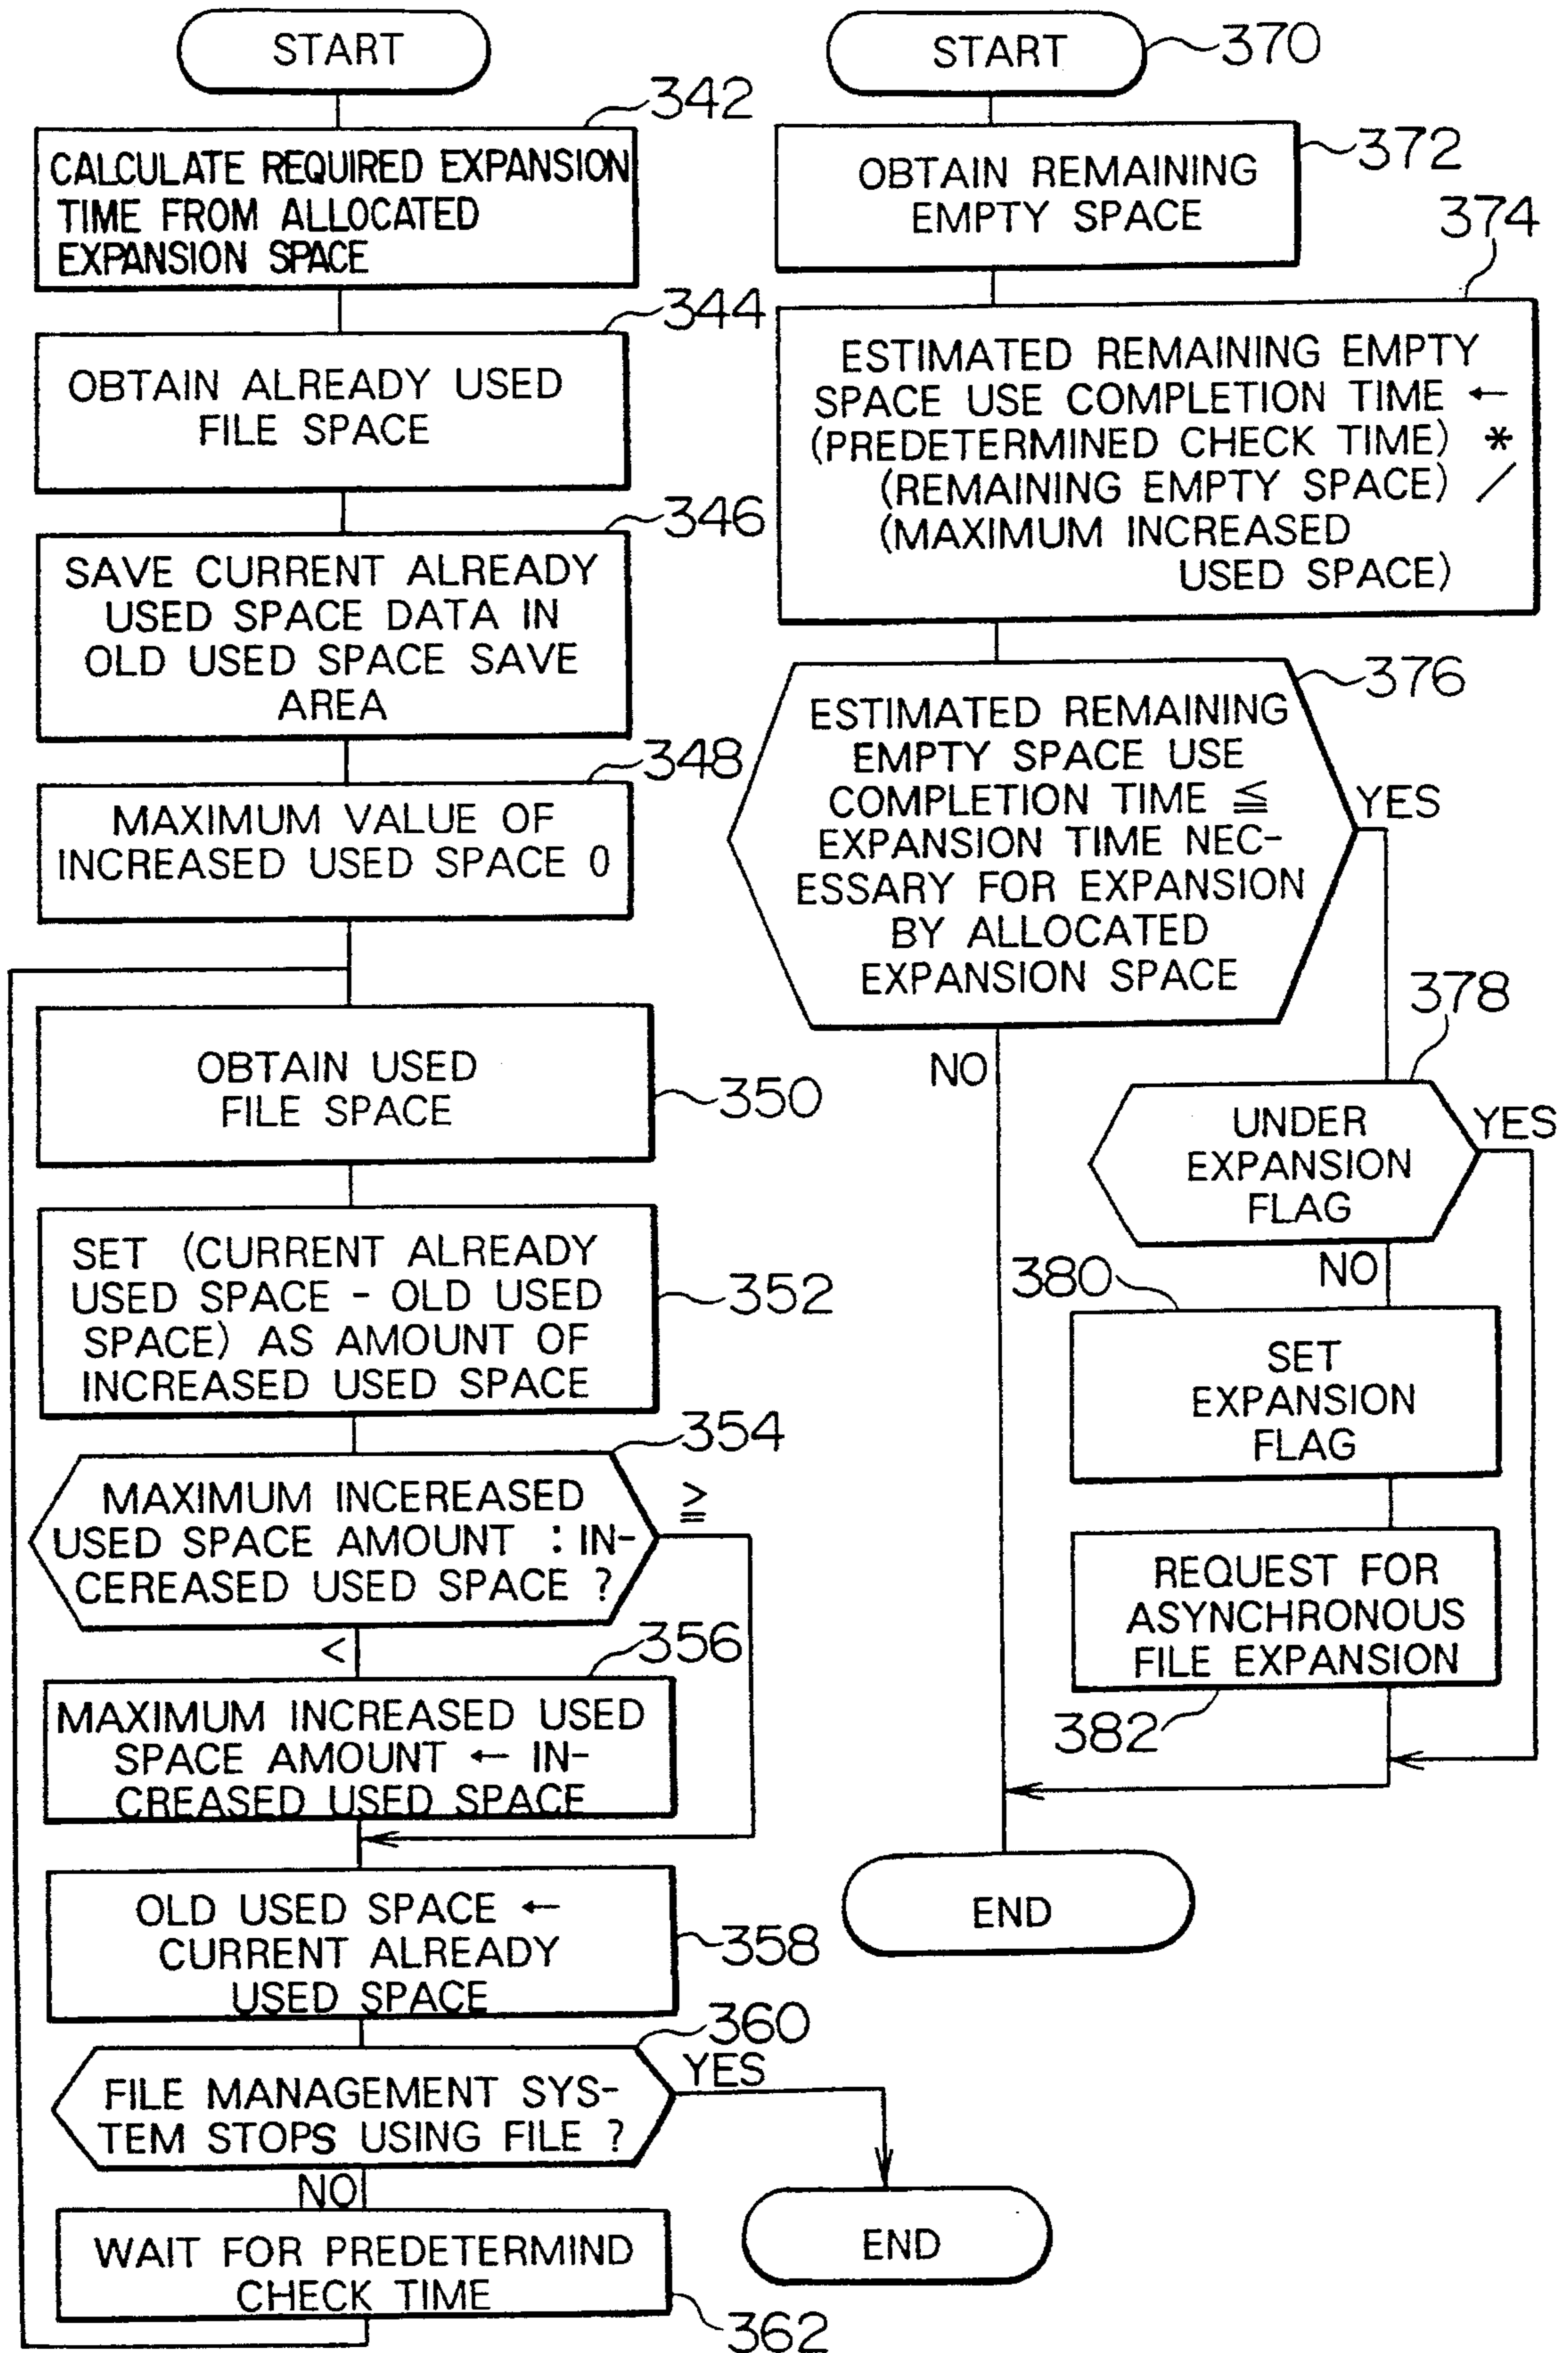 START
342
CALCULATE REQUIRED EXPANSION
TIME FROM ALLOCATED
EXPANSION SPACE
344
OBTAIN ALREADY USED
FILE SPACE
346
SAVE CURRENT ALREADY
USED SPACE DATA IN
OLD USED SPACE SAVE
AREA
348
MAXIMUM VALUE OF
INCREASED USED SPACE 0
OBTAIN USED
FILE SPACE
350
SET (CURRENT ALREADY
USED SPACE - OLD USED
SPACE) AS AMOUNT OF
INCREASED USED SPACE
352
354
MAXIMUM INCEREASED
USED SPACE AMOUNT : IN-
CEREASED USED SPACE ?
≧
<
356
MAXIMUM INCREASED USED
SPACE AMOUNT ← IN-
CREASED USED SPACE
OLD USED SPACE ←
CURRENT ALREADY
USED SPACE
358
360
FILE MANAGEMENT SYS-
TEM STOPS USING FILE ?
YES
NO
WAIT FOR PREDETERMIND
CHECK TIME
362
END
START
370
OBTAIN REMAINING
EMPTY SPACE
372
374
ESTIMATED REMAINING EMPTY
SPACE USE COMPLETION TIME ←
(PREDETERMINED CHECK TIME) *
(REMAINING EMPTY SPACE) /
(MAXIMUM INCREASED
USED SPACE)
376
ESTIMATED REMAINING
EMPTY SPACE USE
COMPLETION TIME ≦
EXPANSION TIME NEC-
ESSARY FOR EXPANSION
BY ALLOCATED
EXPANSION SPACE
YES
NO
378
UNDER
EXPANSION
FLAG
YES
NO
380
SET
EXPANSION
FLAG
REQUEST FOR
ASYNCHRONOUS
FILE EXPANSION
382
END